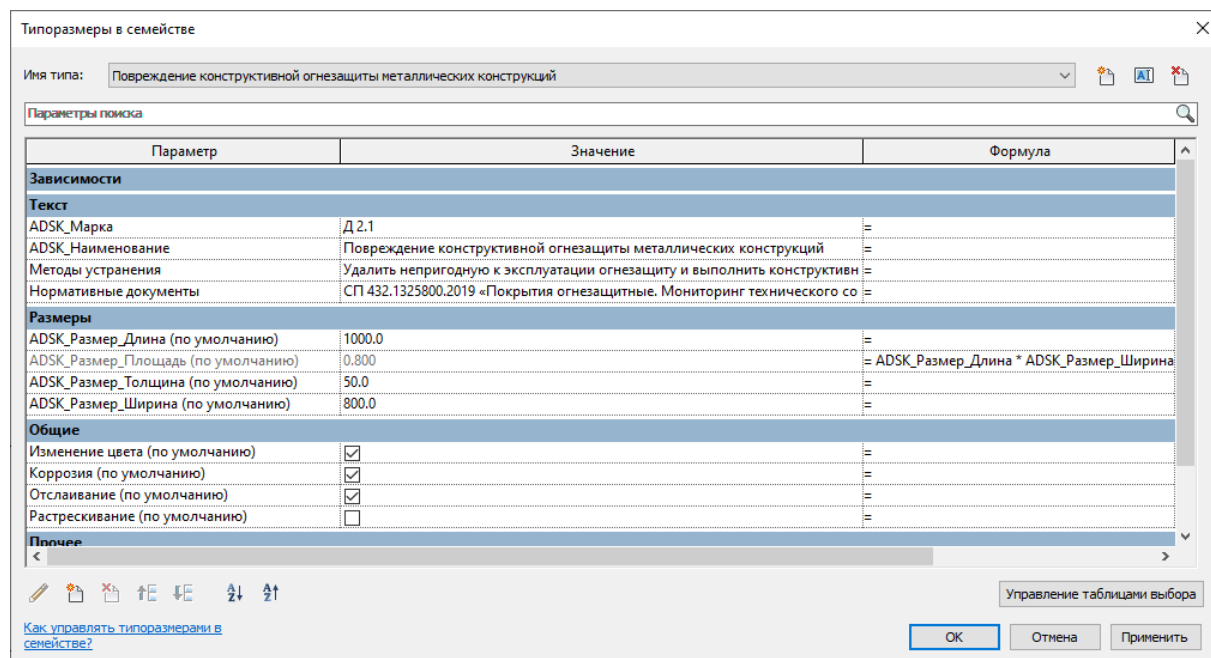 Типоразмеры в семействе
Имя типа: Повреждение конструктивной огнезащиты металлических конструкций
Параметры поиска
Параметр Значение Формула
Зависимости
Текст
ADSK_Марка Д 2.1 =
ADSK_Наименование Повреждение конструктивной огнезащиты металлических конструкций =
Методы устранения Удалить непригодную к эксплуатации огнезащиту и выполнить конструктивн =
Нормативные документы СП 432.1325800.2019 «Покрытия огнезащитные. Мониторинг технического со =
Размеры
ADSK_Размер_Длина (по умолчанию) 1000.0 =
ADSK_Размер_Площадь (по умолчанию) 0.800 = ADSK_Размер_Длина * ADSK_Размер_Ширина
ADSK_Размер_Толщина (по умолчанию) 50.0 =
ADSK_Размер_Ширина (по умолчанию) 800.0 =
Общие
Изменение цвета (по умолчанию) =
Коррозия (по умолчанию) =
Отслаивание (по умолчанию) =
Растрескивание (по умолчанию) =
Прочее
Управление таблицами выбора
Как управлять типоразмерами в
семействе?
ОК Отмена Применить